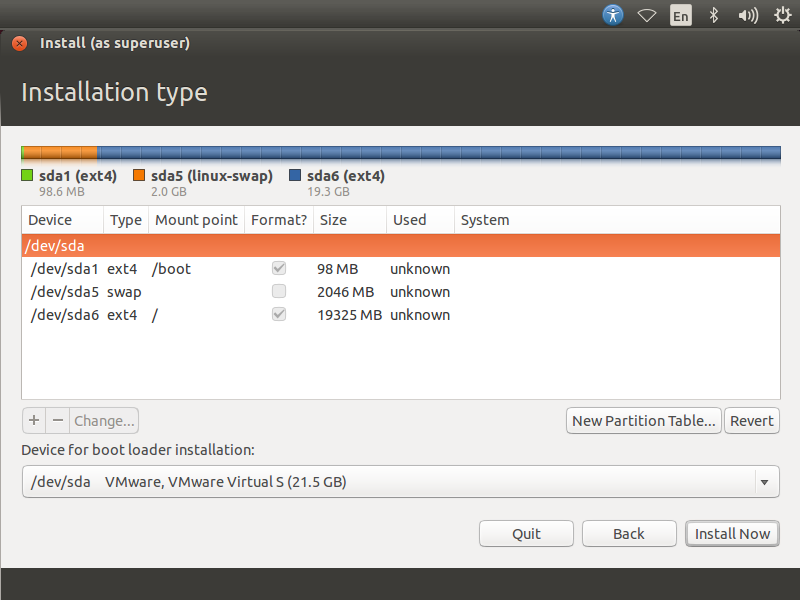 En
Install (as superuser)
Installation type
sda1 (ext4) sda5 (linux-swap) sda6 (ext4)
98.6 MB 2.0 GB 19.3 GB
Device Type Mount point Format? Size Used System
/dev/sda
/dev/sda1 ext4 /boot 98 MB unknown
/dev/sda5 swap 2046 MB unknown
/dev/sda6 ext4 / 19325 MB unknown
+ − Change... New Partition Table... Revert
Device for boot loader installation:
/dev/sda VMware, VMware Virtual S (21.5 GB)
Quit Back Install Now